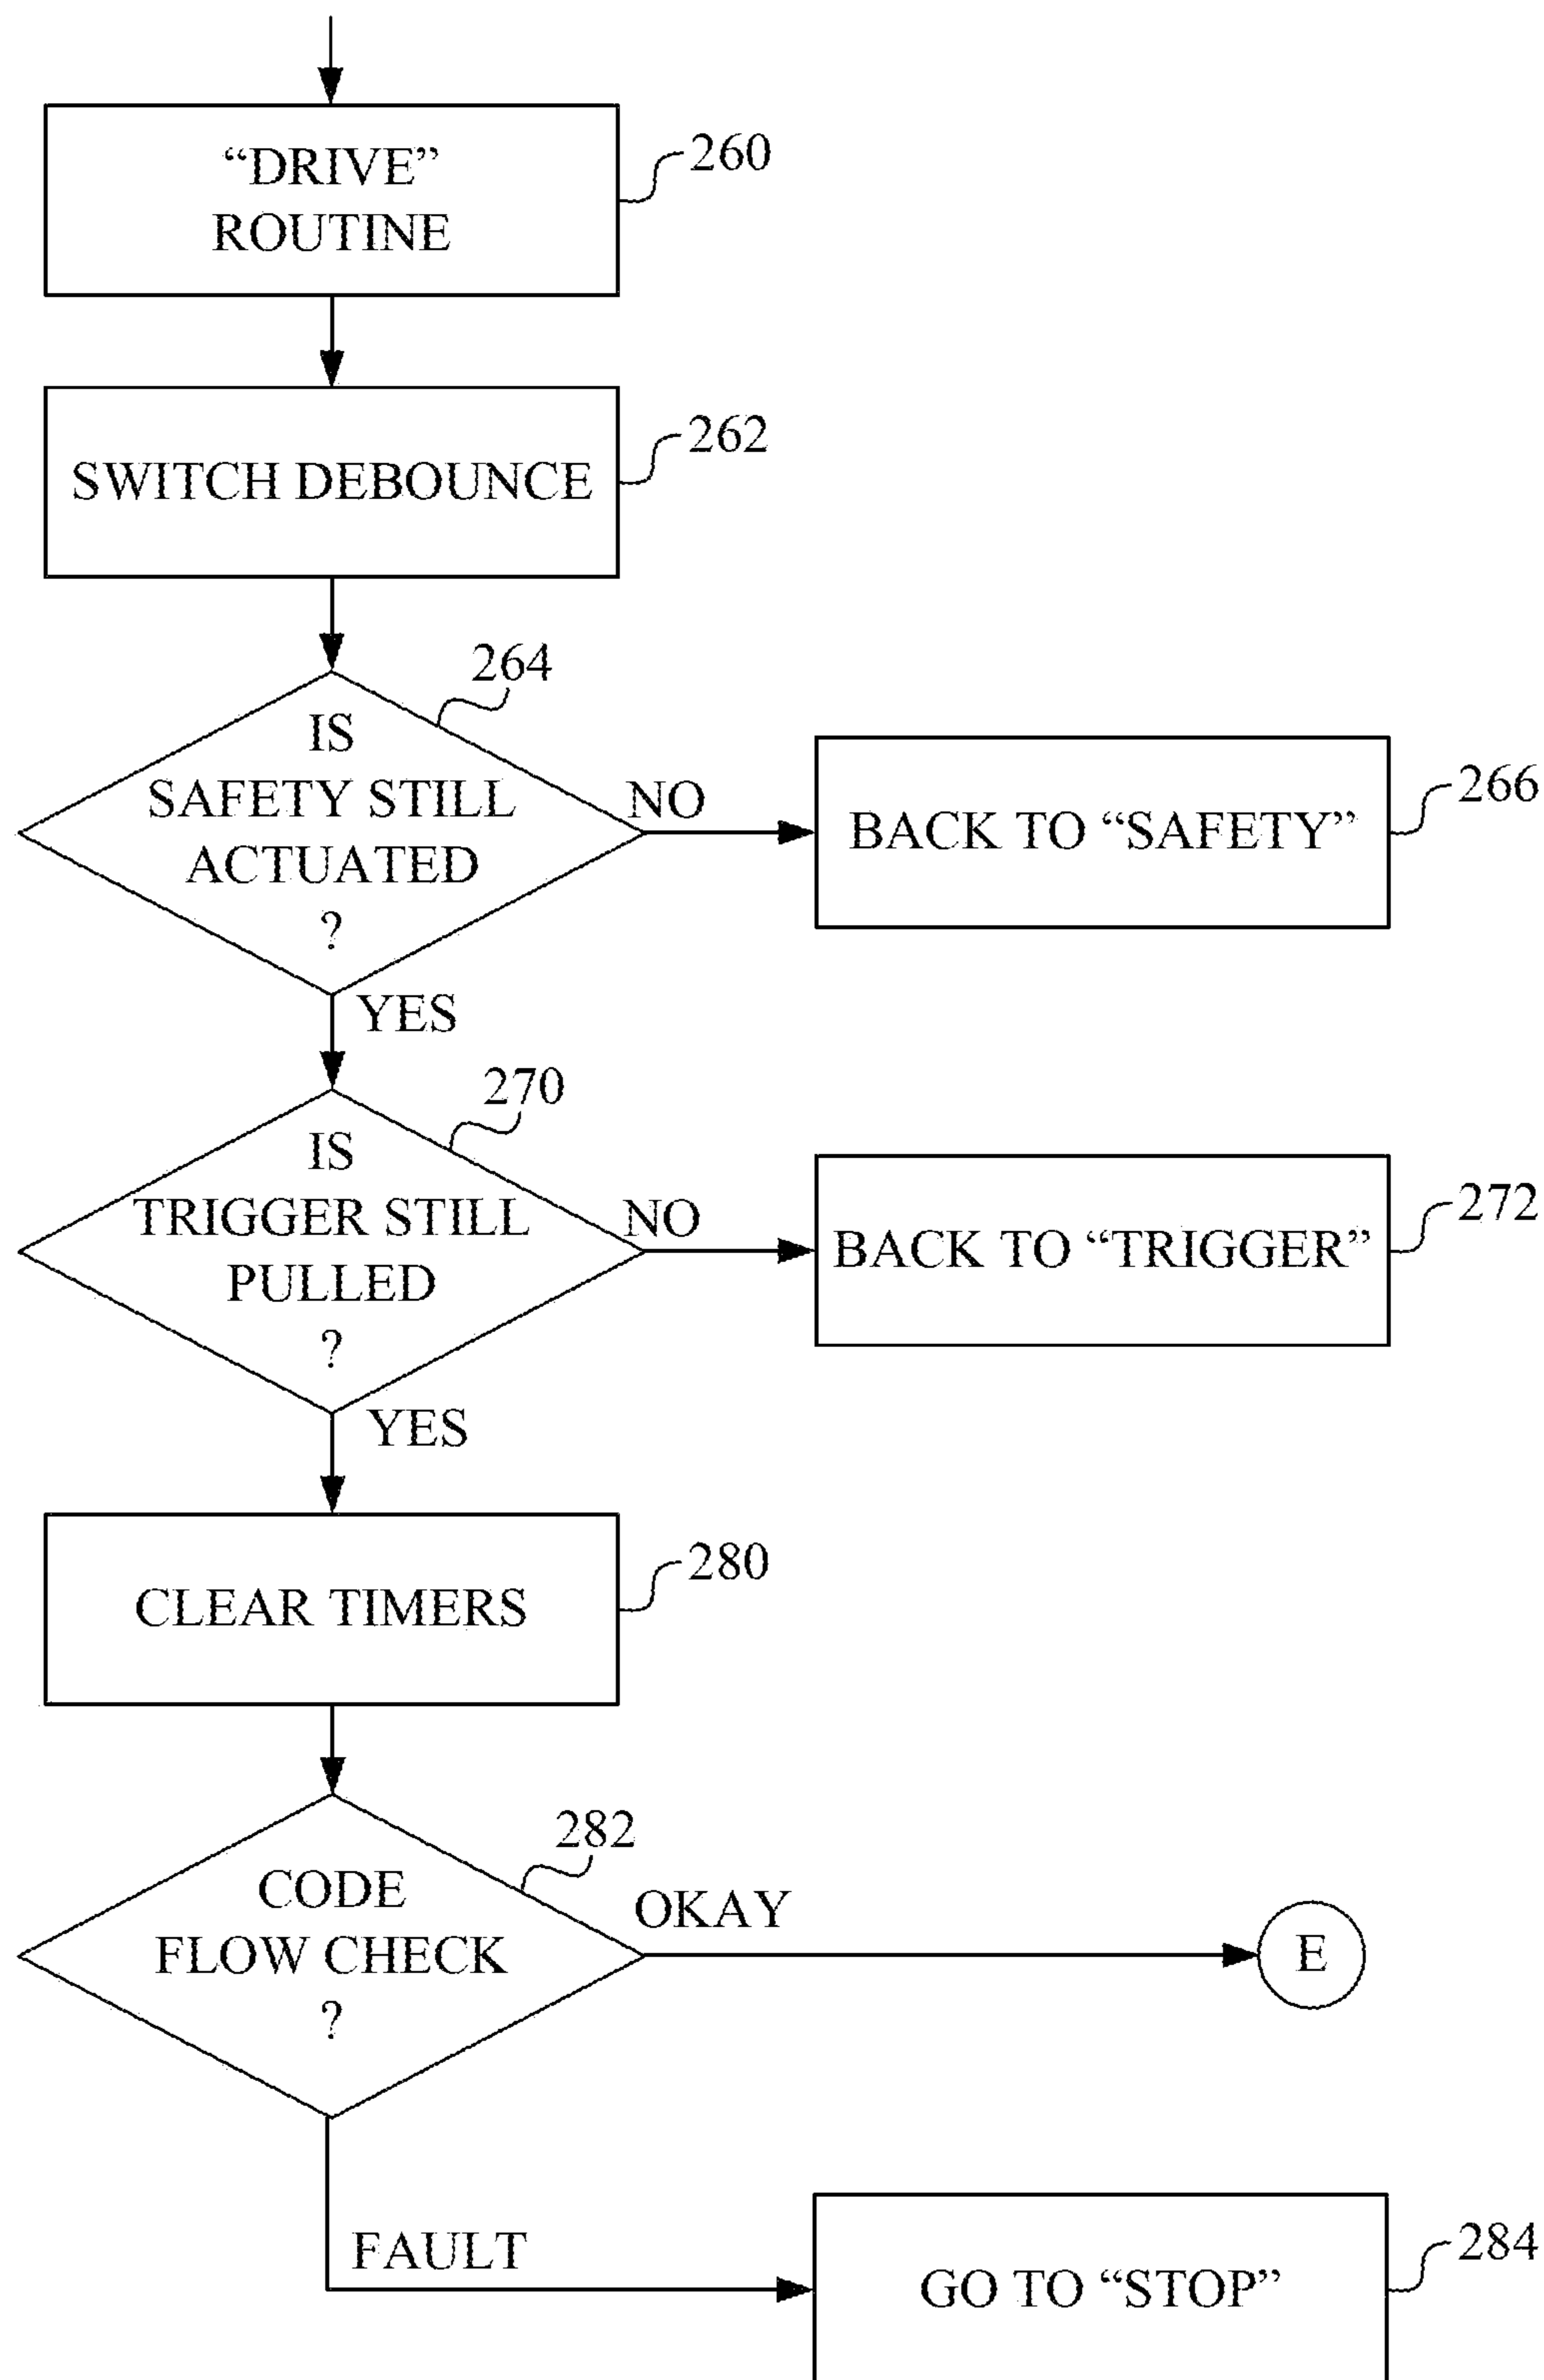 “DRIVE”
ROUTINE
260
SWITCH DEBOUNCE
262
264
IS
SAFETY STILL
ACTUATED
?
NO
BACK TO “SAFETY”
266
YES
270
IS
TRIGGER STILL
PULLED
?
NO
BACK TO “TRIGGER”
272
YES
CLEAR TIMERS
280
282
CODE
FLOW CHECK
?
OKAY
E
FAULT
GO TO “STOP”
284